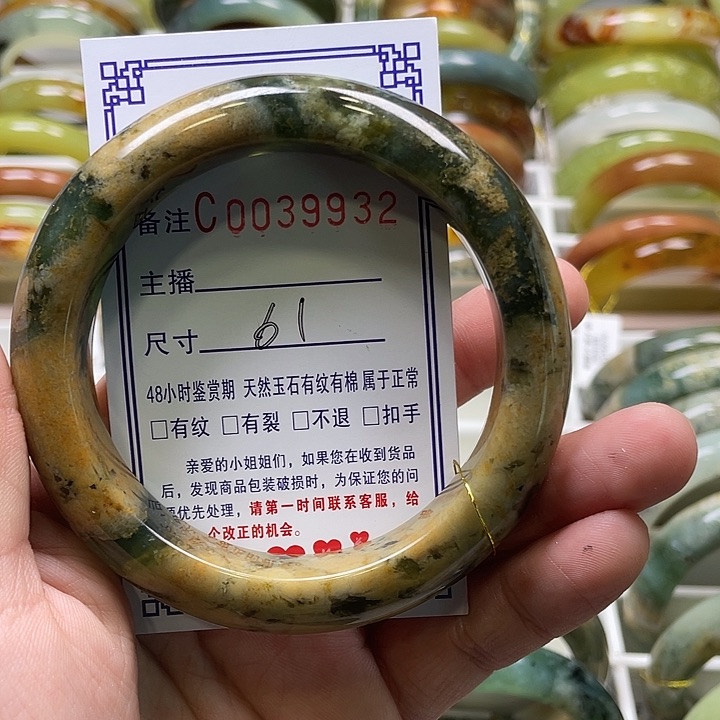 备注C0039932
主播
尺寸 61
48小时鉴赏期 天然玉石有纹有棉 属于正常
□有纹 □有裂 □不退 □扣手
亲爱的小姐姐们，如果您在收到货品
后，发现商品包装破损时，为保证您的问
优先处理，请第一时间联系客服，给
个改正的机会。